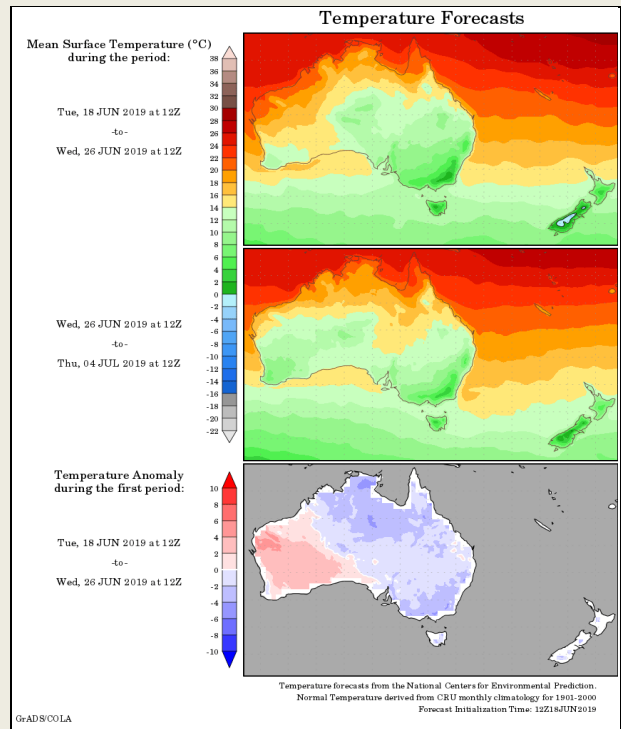 Temperature Forecasts
Mean Surface Temperature (°C)
during the period:
38
36
34
32
30
28
26
24
22
20
18
16
14
12
10
8
6
4
2
0
-2
-4
-6
-8
-10
-12
-14
-16
-18
-20
-22
Tue, 18 JUN 2019 at 12Z
-to-
Wed, 26 JUN 2019 at 12Z
Wed, 26 JUN 2019 at 12Z
-to-
Thu, 04 JUL 2019 at 12Z
Temperature Anomaly
during the first period:
10
8
6
4
2
0
-2
-4
-6
-8
-10
Tue, 18 JUN 2019 at 12Z
-to-
Wed, 26 JUN 2019 at 12Z
Temperature forecasts from the National Centers for Environmental Prediction.
Normal Temperature derived from CRU monthly climatology for 1901-2000
Forecast Initialization Time: 12Z18JUN2019
GrADS/COLA